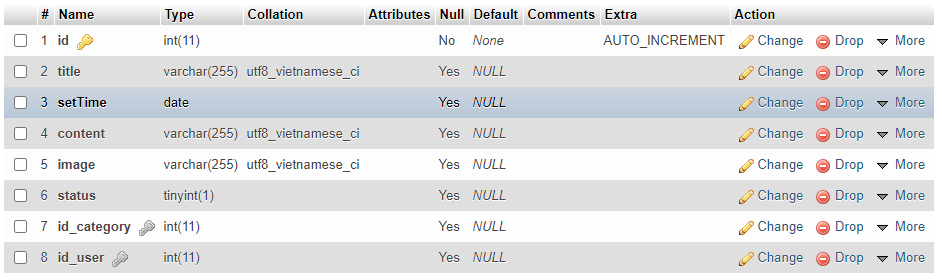 # Name Type Collation Attributes Null Default Comments Extra Action
1 id int(11) No None AUTO_INCREMENT Change Drop More
2 title varchar(255) utf8_vietnamese_ci Yes NULL Change Drop More
3 setTime date Yes NULL Change Drop More
4 content varchar(255) utf8_vietnamese_ci Yes NULL Change Drop More
5 image varchar(255) utf8_vietnamese_ci Yes NULL Change Drop More
6 status tinyint(1) Yes NULL Change Drop More
7 id_category int(11) Yes NULL Change Drop More
8 id_user int(11) Yes NULL Change Drop More